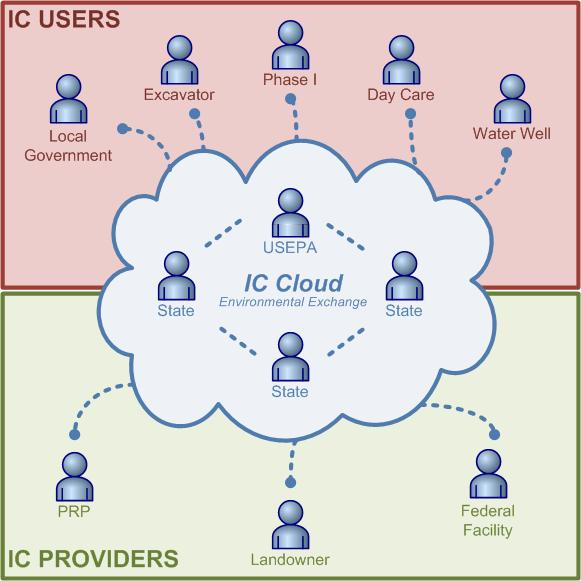 IC USERS
Phase I
Excavator
Day Care
Local
Government
Water Well
USEPA
IC Cloud
Environmental Exchange
State
State
State
PRP
Federal
Facility
Landowner
IC PROVIDERS